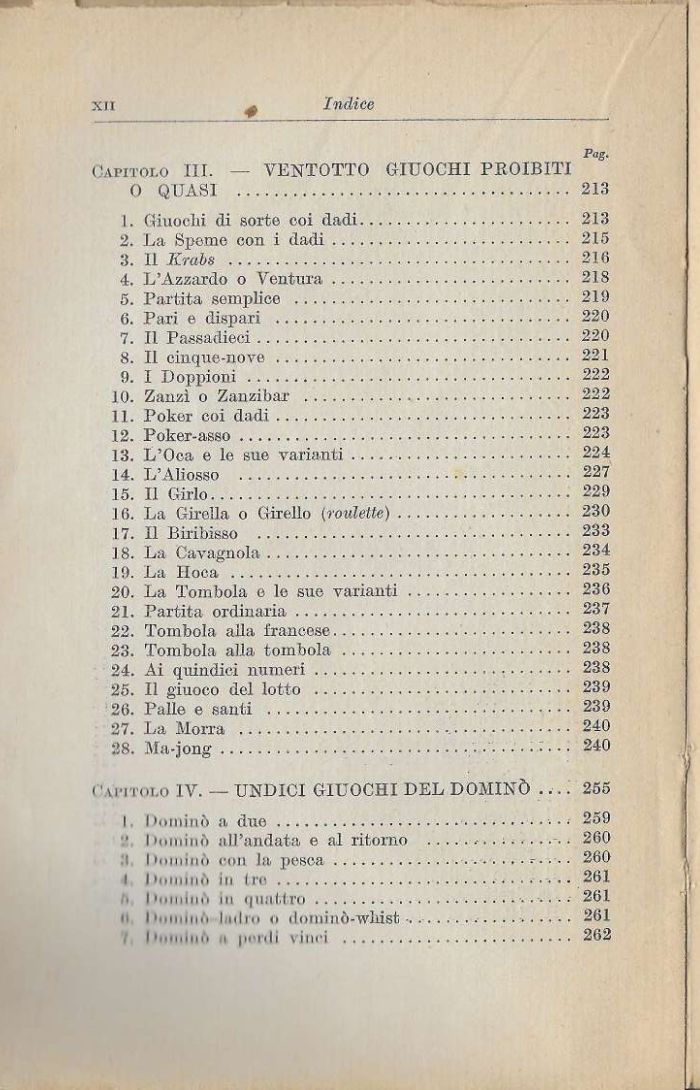 XII Indice
Pag.
CAPITOLO III. — VENTOTTO GIUOCHI PROIBITI
O QUASI .................................... 213
1. Giuochi di sorte coi dadi....................... 213
2. La Speme con i dadi .......................... 215
3. Il Krabs ..................................... 216
4. L'Azzardo o Ventura .......................... 218
5. Partita semplice .............................. 219
6. Pari e dispari ................................ 220
7. Il Passadieci .................................. 220
8. Il cinque-nove ................................ 221
9. I Doppioni ................................... 222
10. Zanzì o Zanzibar ............................. 222
11. Poker coi dadi ................................ 223
12. Poker-asso .................................... 223
13. L'Oca e le sue varianti ........................ 224
14. L'Aliosso .................................... 227
15. Il Girlo....................................... 229
16. La Girella o Girello (roulette) ................... 230
17. Il Biribisso .................................. 233
18. La Cavagnola ................................. 234
19. La Hoca ..................................... 235
20. La Tombola e le sue varianti .................. 236
21. Partita ordinaria .............................. 237
22. Tombola alla francese.......................... 238
23. Tombola alla tombola ......................... 238
24. Ai quindici numeri ............................ 238
25. Il giuoco del lotto ............................ 239
26. Palle e santi ................................. 239
27. La Morra .................................... 240
28. Ma-jong ...................................... 240
CAPITOLO IV. — UNDICI GIUOCHI DEL DOMINÒ .... 255
1. Dominò a due ................................ 259
2. Dominò all'andata e al ritorno ................ 260
3. Dominò con la pesca .......................... 260
4. Dominò in tre ................................ 261
5. Dominò in quattro ............................ 261
6. Dominò ladro o dominò-whist .................. 261
7. Dominò a perdi vinci ......................... 262